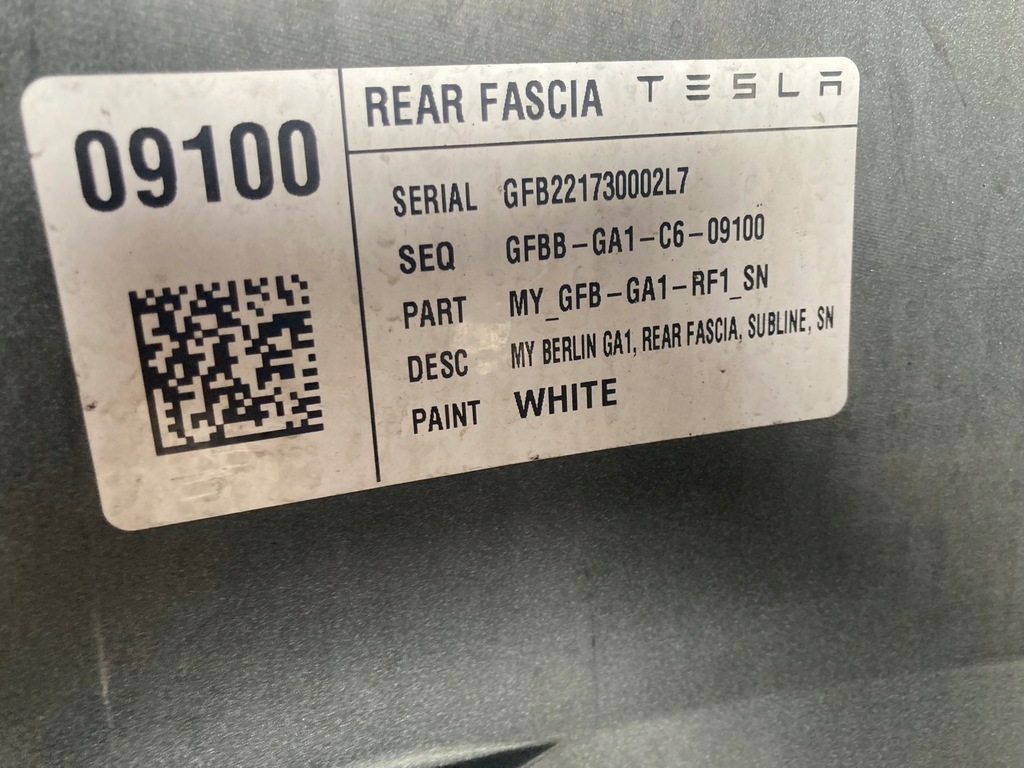 09100
REAR FASCIA TESLA
SERIAL GFB221730002L7
SEQ GFBB-GA1-C6-09100
PART MY_GFB-GA1-RF1_SN
DESC MY BERLIN GA1, REAR FASCIA, SUBLINE, SN
PAINT WHITE